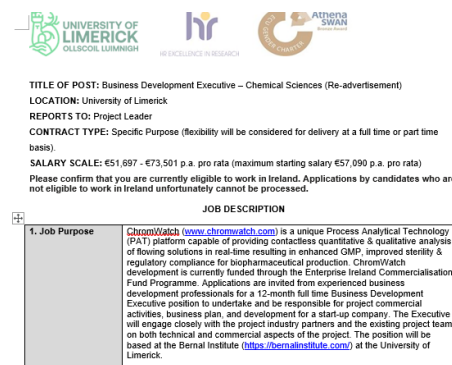 UNIVERSITY OF
LIMERICK
OLLSCOIL LUIMNIGH
hr
HR EXCELLENCE IN RESEARCH
ECU GENDER CHARTER
Athena
SWAN
Bronze Award
TITLE OF POST: Business Development Executive – Chemical Sciences (Re-advertisement)
LOCATION: University of Limerick
REPORTS TO: Project Leader
CONTRACT TYPE: Specific Purpose (flexibility will be considered for delivery at a full time or part time
basis).
SALARY SCALE: €51,697 - €73,501 p.a. pro rata (maximum starting salary €57,090 p.a. pro rata)
Please confirm that you are currently eligible to work in Ireland. Applications by candidates who are
not eligible to work in Ireland unfortunately cannot be processed.
JOB DESCRIPTION
1. Job Purpose
ChromWatch (www.chromwatch.com) is a unique Process Analytical Technology
(PAT) platform capable of providing contactless quantitative & qualitative analysis
of flowing solutions in real-time resulting in enhanced GMP, improved sterility &
regulatory compliance for biopharmaceutical production. ChromWatch
development is currently funded through the Enterprise Ireland Commercialisation
Fund Programme. Applications are invited from experienced business
development professionals for a 12-month full time Business Development
Executive position to undertake and be responsible for project commercial
activities, business plan, and development for a start-up company. The Executive
will engage closely with the project industry partners and the existing project team
on both technical and commercial aspects of the project. The position will be
based at the Bernal Institute (https://bernalinstitute.com/) at the University of
Limerick.